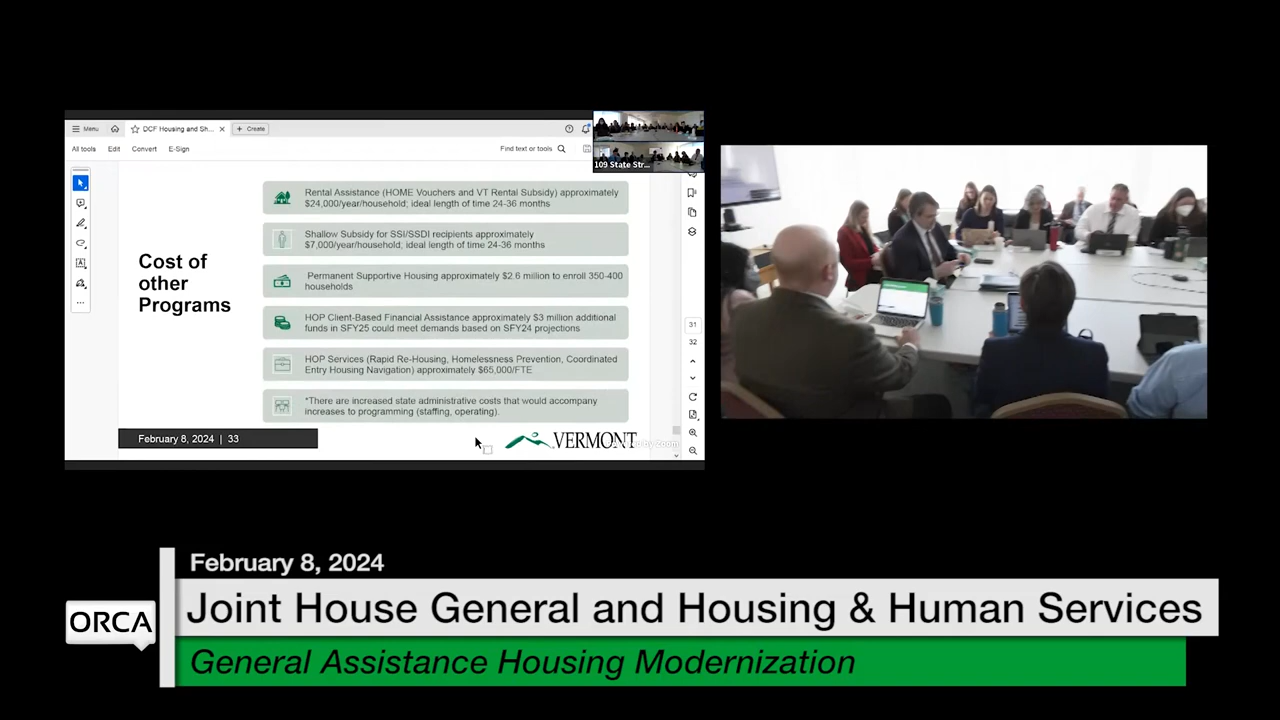 Menu
DCF Housing and Sh...
Create
All tools
Edit
Convert
E-Sign
Find text or tools
109 State Str...
Cost of
other
Programs
Rental Assistance (HOME Vouchers and VT Rental Subsidy) approximately
$24,000/year/household; ideal length of time 24-36 months
Shallow Subsidy for SSI/SSDI recipients approximately
$7,000/year/household; ideal length of time 24-36 months
Permanent Supportive Housing approximately $2.6 million to enroll 350-400
households
HOP Client-Based Financial Assistance approximately $3 million additional
funds in SFY25 could meet demands based on SFY24 projections
HOP Services (Rapid Re-Housing, Homelessness Prevention, Coordinated
Entry Housing Navigation) approximately $65,000/FTE
*There are increased state administrative costs that would accompany
increases to programming (staffing, operating).
31
32
February 8, 2024 | 33
VERMONT
by Zoom
February 8, 2024
ORCA
Joint House General and Housing & Human Services
General Assistance Housing Modernization